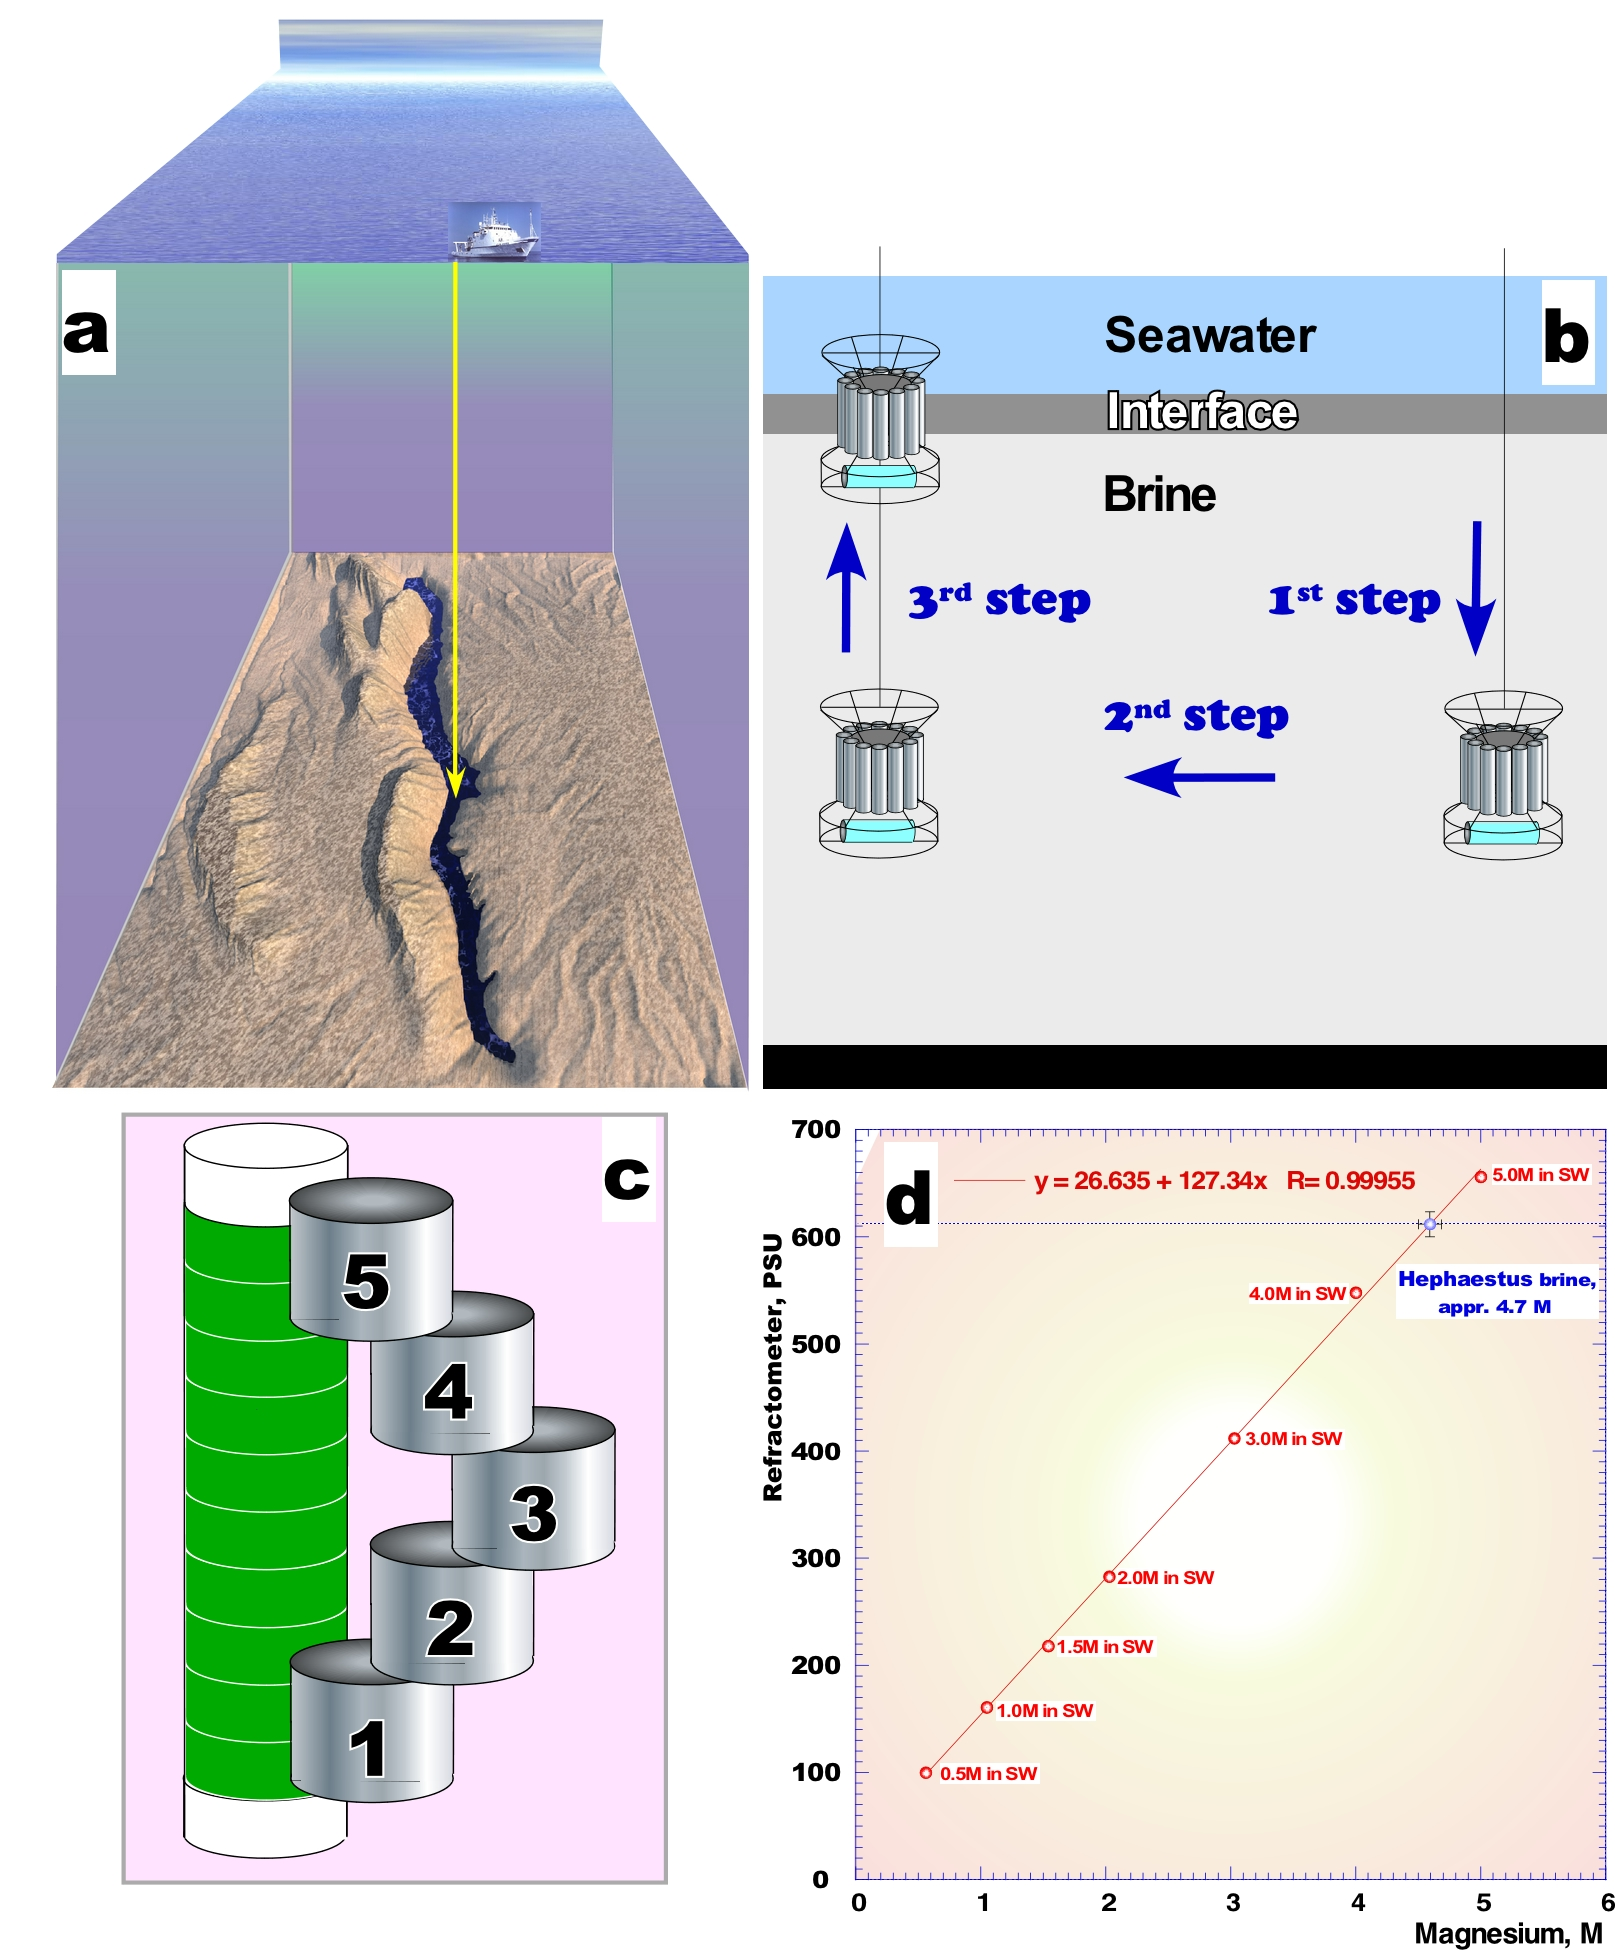 a
b
Seawater
Interface
Brine
3rd step
1st step
2nd step
c
5
4
3
2
1
d
y = 26.635 + 127.34x R= 0.99955
5.0M in SW
Hephaestus brine,
appr. 4.7 M
4.0M in SW
3.0M in SW
2.0M in SW
1.5M in SW
1.0M in SW
0.5M in SW
Refractometer, PSU
700
600
500
400
300
200
100
0
0 1 2 3 4 5 6
Magnesium, M